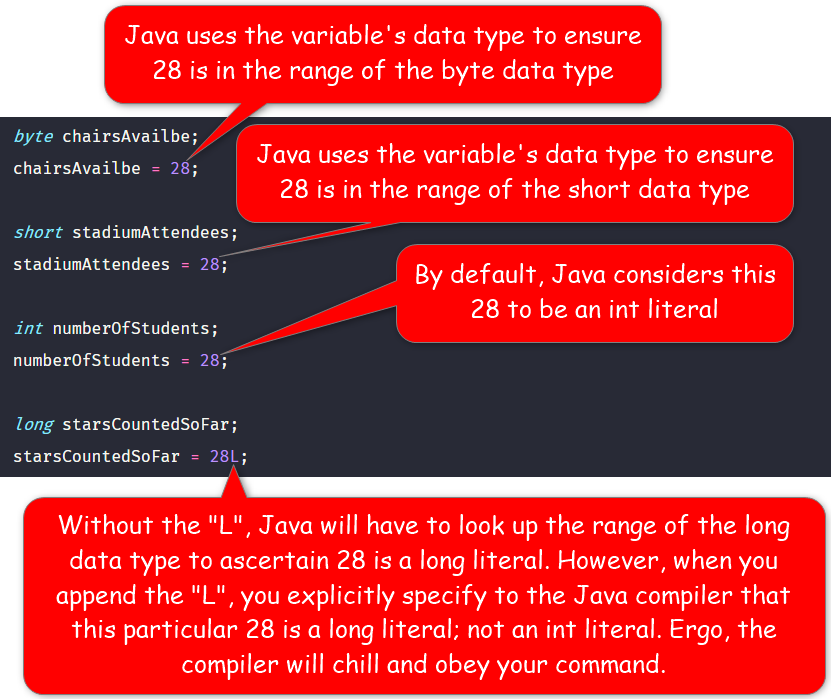 Java uses the variable's data type to ensure
28 is in the range of the byte data type
byte chairsAvailbe;
chairsAvailbe = 28;
Java uses the variable's data type to ensure
28 is in the range of the short data type
short stadiumAttendees;
stadiumAttendees = 28;
By default, Java considers this
28 to be an int literal
int numberOfStudents;
numberOfStudents = 28;
long starsCountedSoFar;
starsCountedSoFar = 28L;
Without the "L", Java will have to look up the range of the long
data type to ascertain 28 is a long literal. However, when you
append the "L", you explicitly specify to the Java compiler that
this particular 28 is a long literal; not an int literal. Ergo, the
compiler will chill and obey your command.